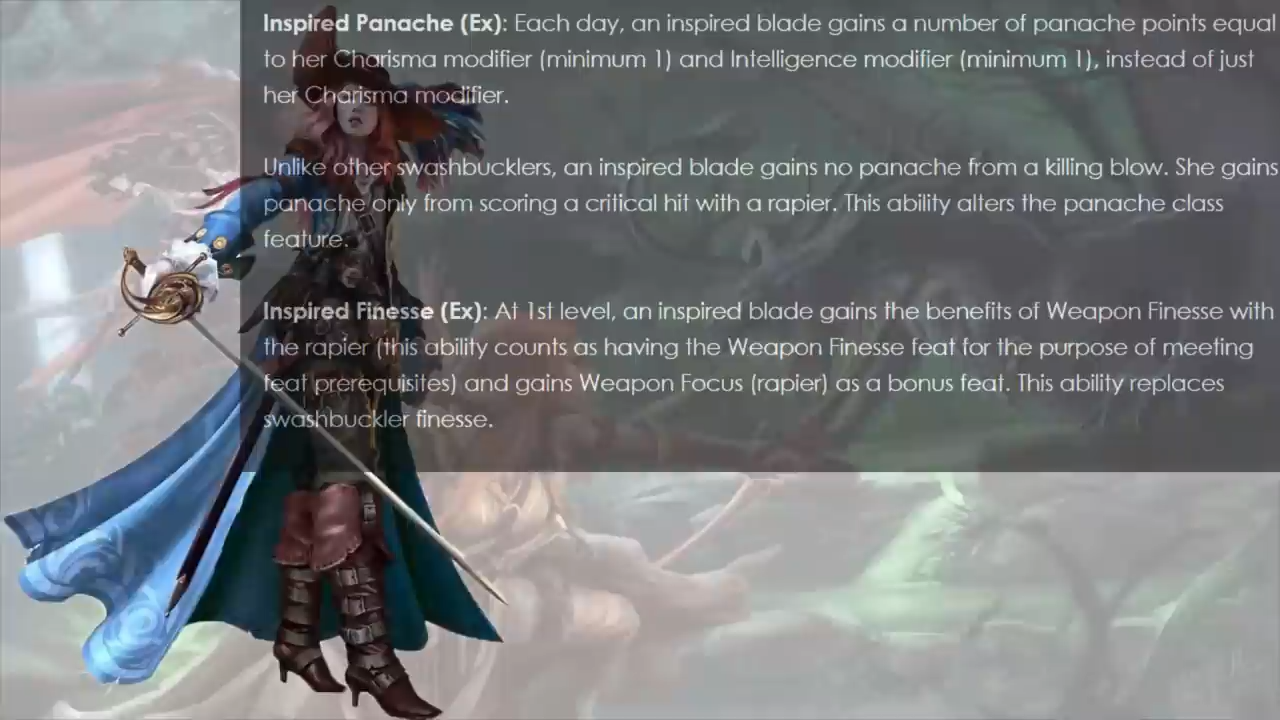 Inspired Panache (Ex): Each day, an inspired blade gains a number of panache points equal
to her Charisma modifier (minimum 1) and Intelligence modifier (minimum 1), instead of just
her Charisma modifier.
Unlike other swashbucklers, an inspired blade gains no panache from a killing blow. She gains
panache only from scoring a critical hit with a rapier. This ability alters the panache class
feature.
Inspired Finesse (Ex): At 1st level, an inspired blade gains the benefits of Weapon Finesse with
the rapier (this ability counts as having the Weapon Finesse feat for the purpose of meeting
feat prerequisites) and gains Weapon Focus (rapier) as a bonus feat. This ability replaces
swashbuckler finesse.